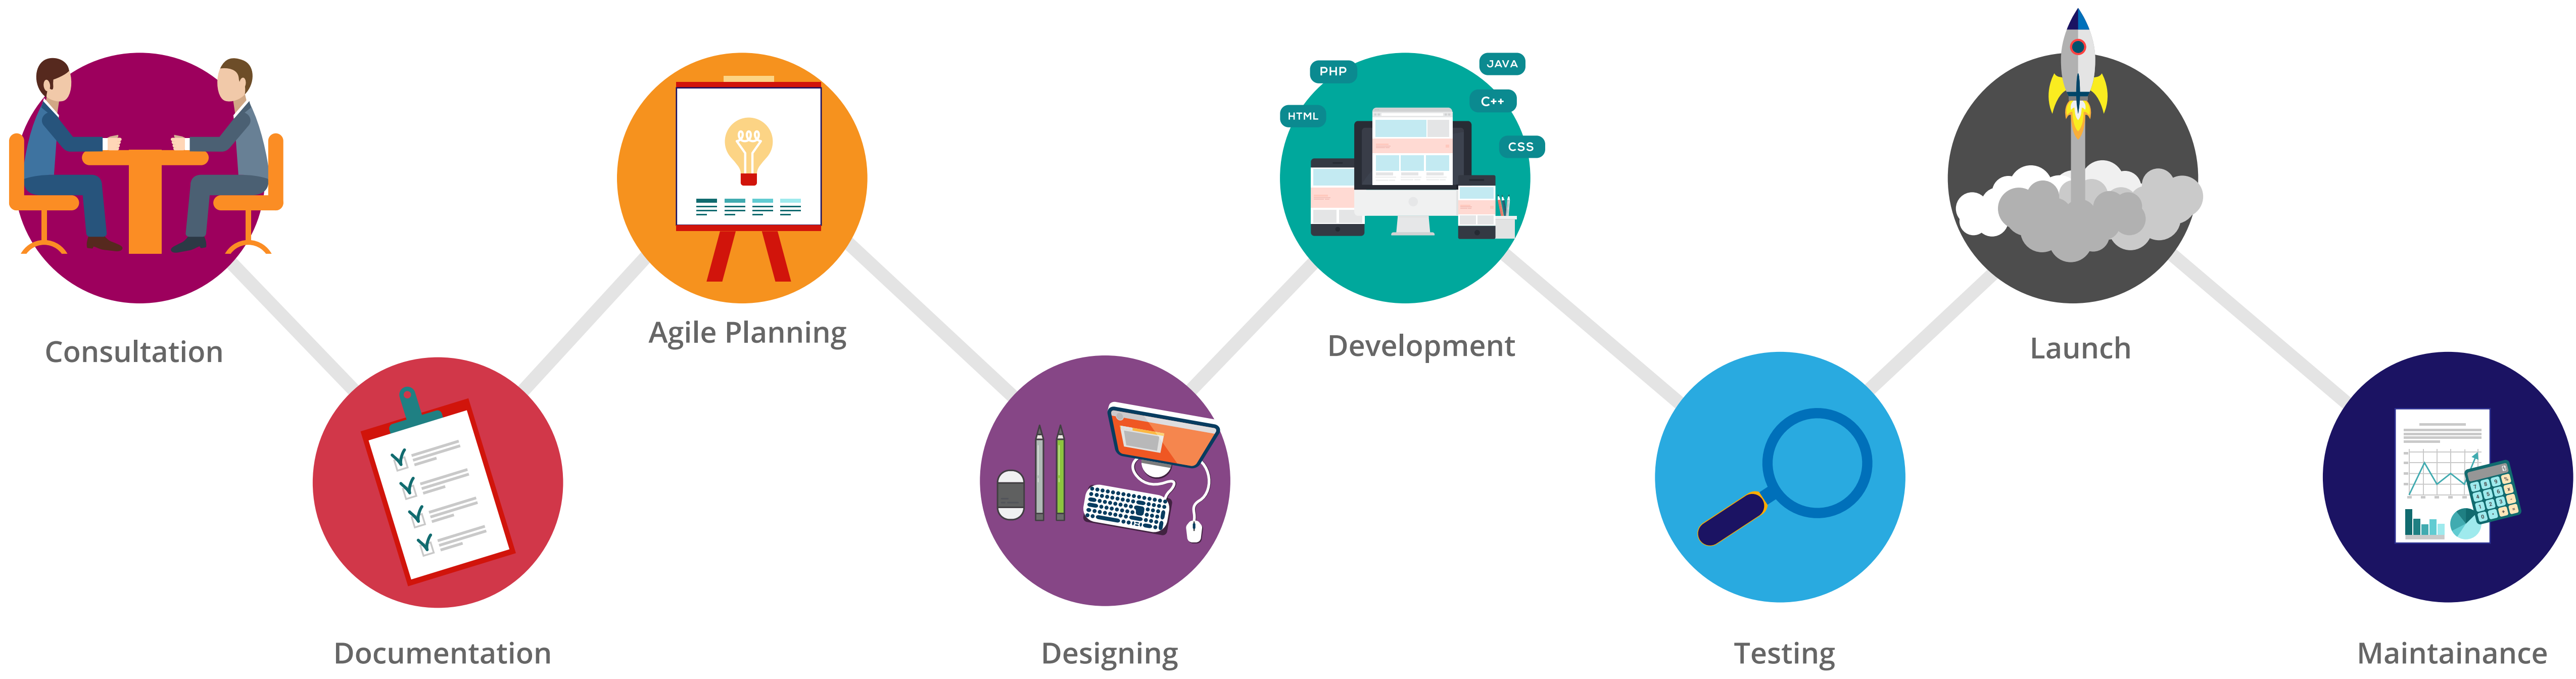 PHP
JAVA
C++
HTML
CSS
Consultation
Agile Planning
Development
Launch
Documentation
Designing
Testing
Maintainance